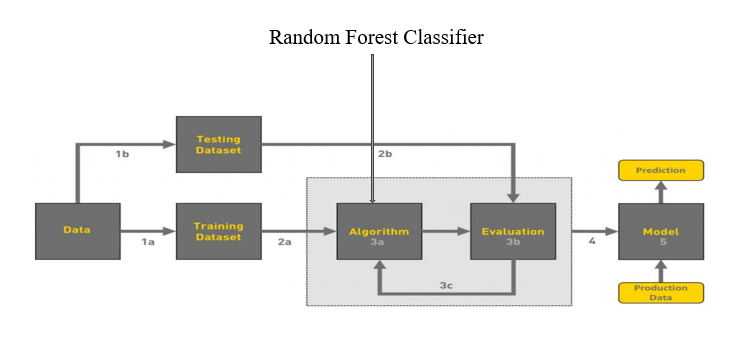 Random Forest Classifier
Testing
Dataset
1b
2b
Prediction
Data
1a
Training
Dataset
2a
Algorithm
3a
Evaluation
3b
4
Model
5
3c
Production
Data